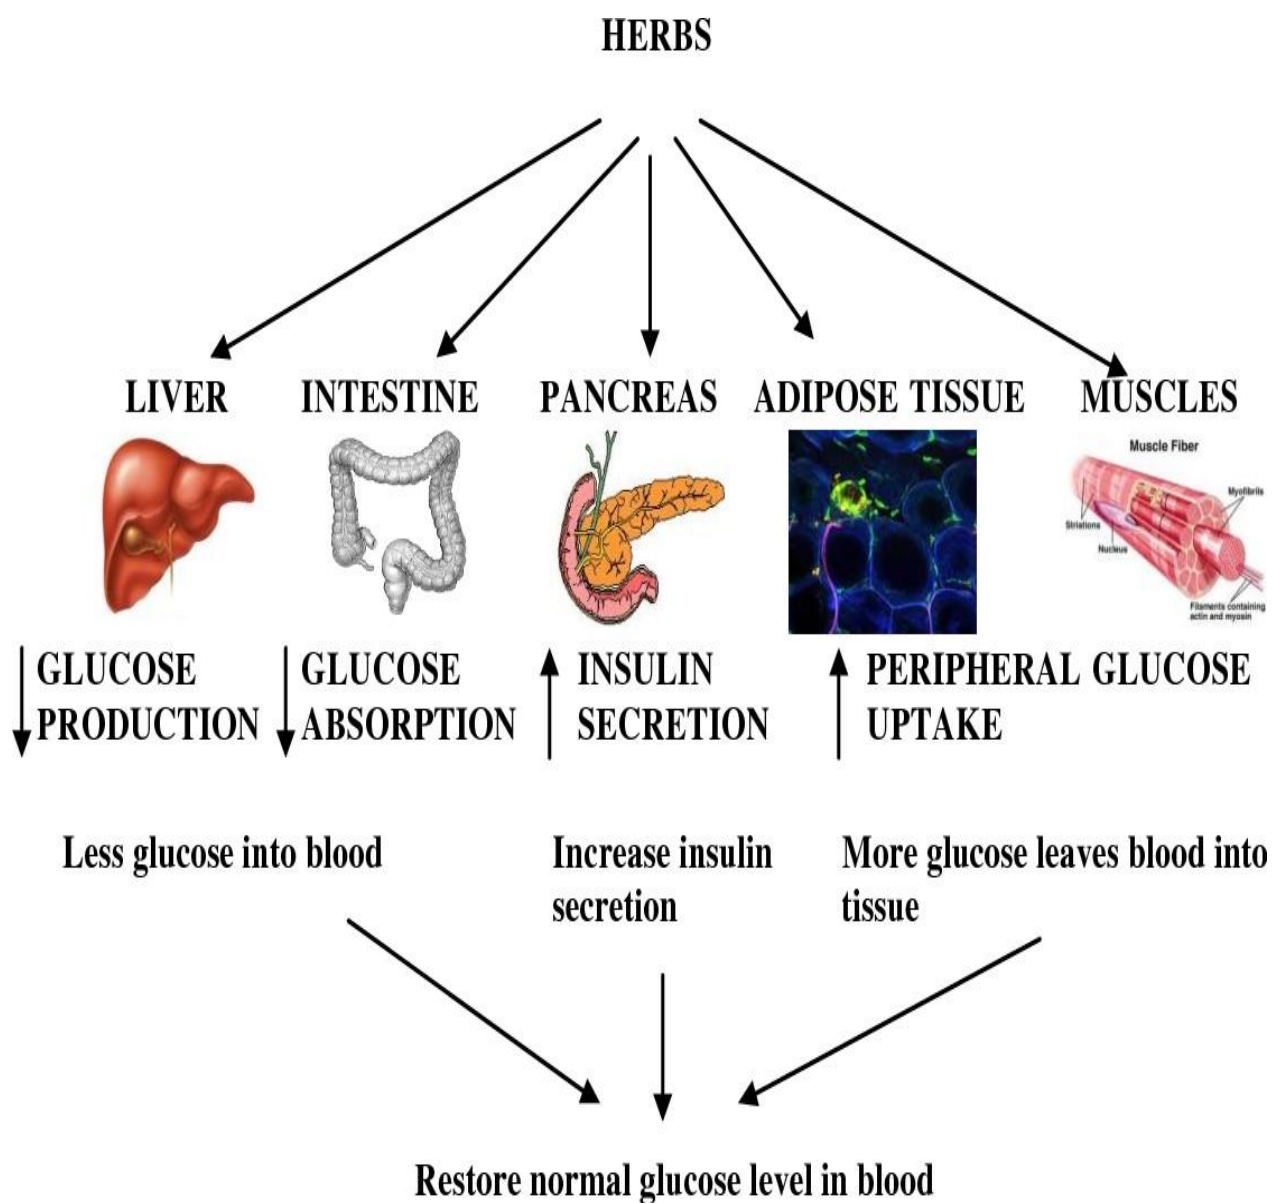 HERBS
LIVER
INTESTINE
PANCREAS
ADIPOSE TISSUE
MUSCLES
Muscle Fiber
Myofibrils
Striations
Nucleus
Filaments containing
actin and myosin
GLUCOSE
PRODUCTION
GLUCOSE
ABSORPTION
INSULIN
SECRETION
PERIPHERAL GLUCOSE
UPTAKE
Less glucose into blood
Increase insulin
secretion
More glucose leaves blood into
tissue
Restore normal glucose level in blood